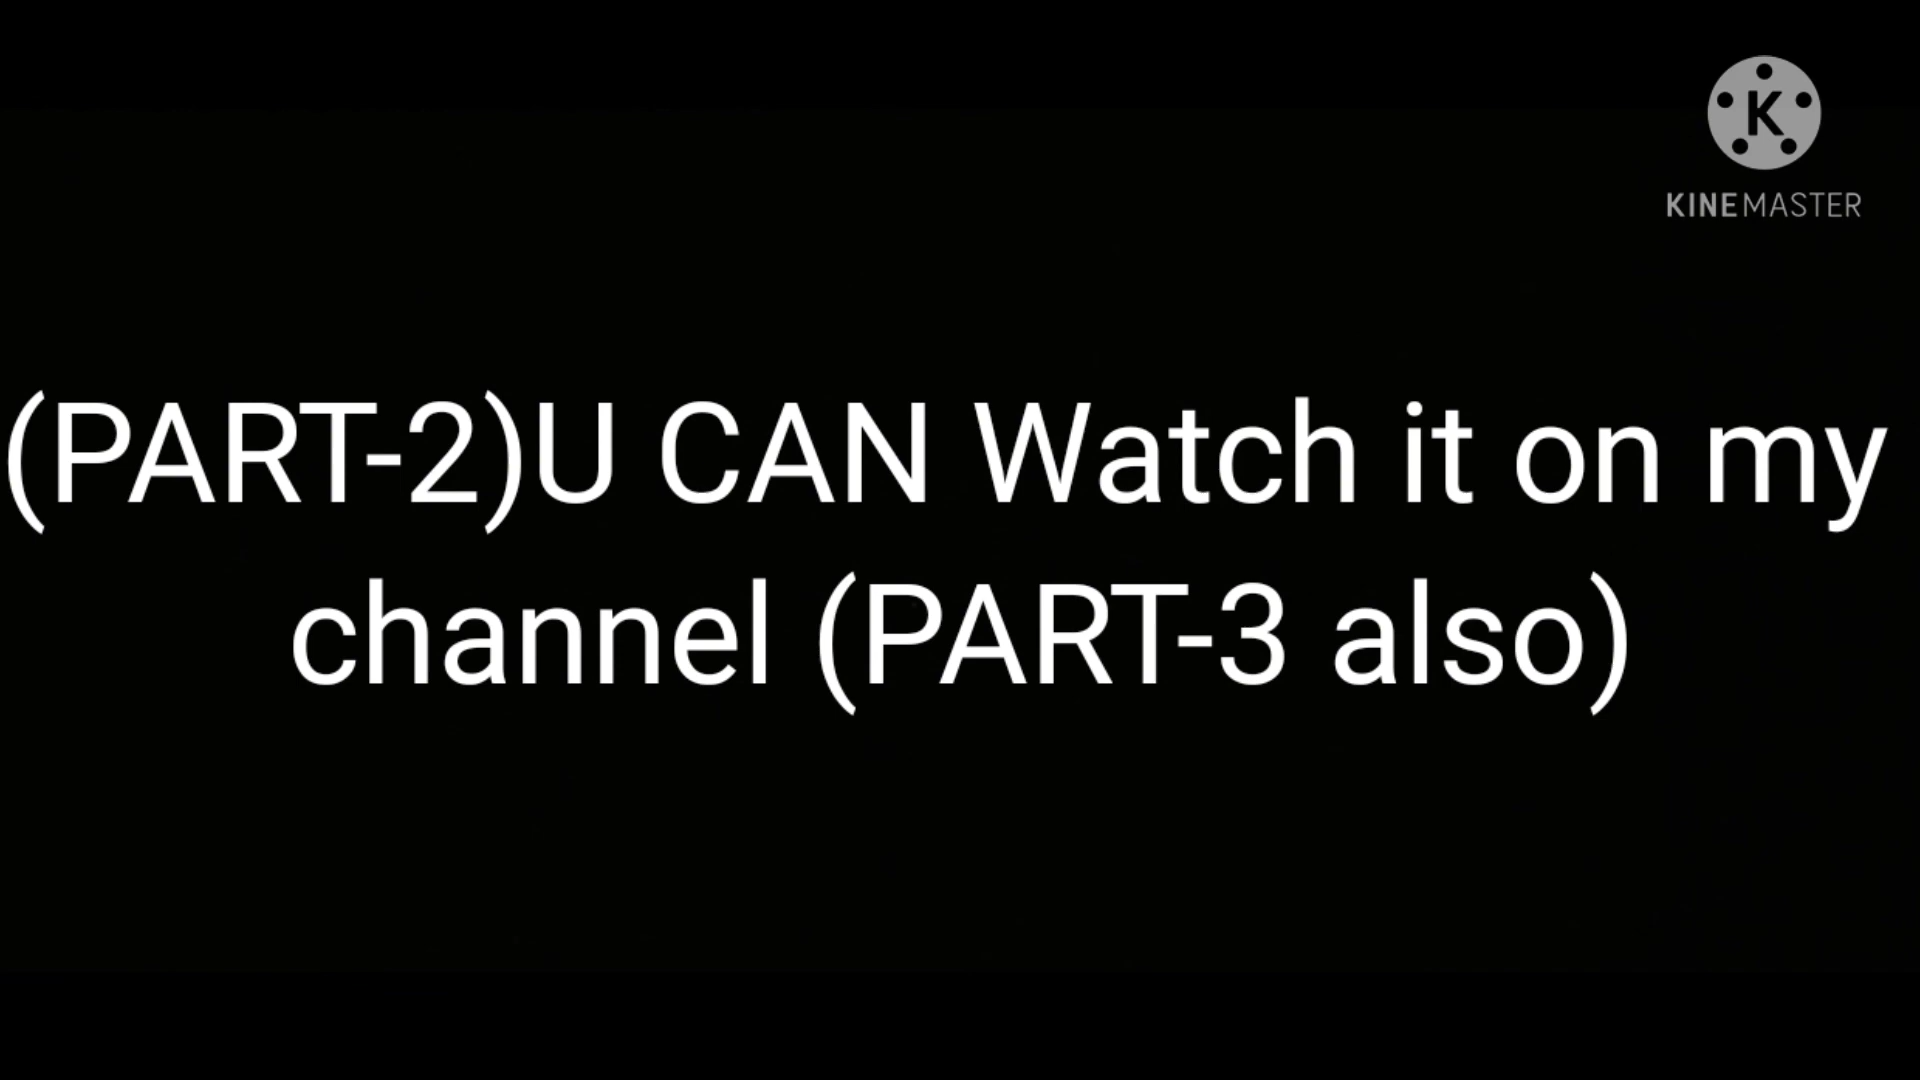 K
KINEMASTER
(PART-2)U CAN Watch it on my
channel (PART-3 also)